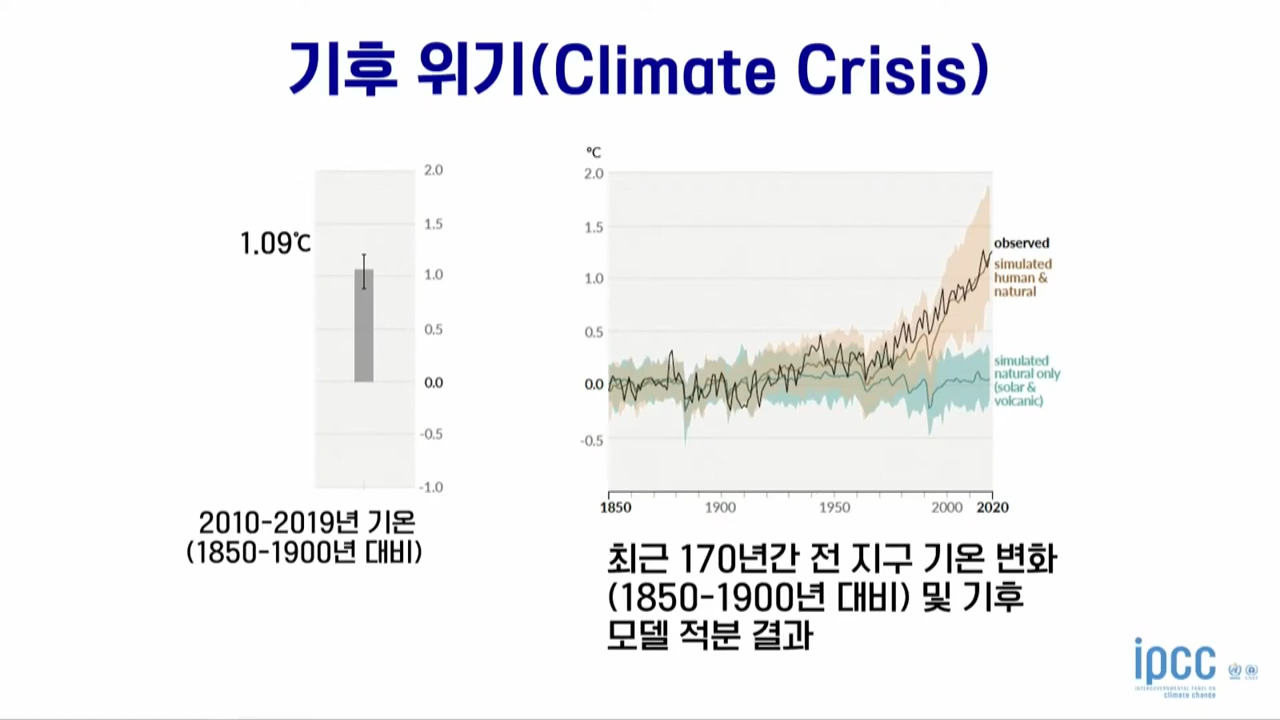 기후 위기(Climate Crisis)
2.0
1.5
1.09℃
1.0
0.5
0.0
-0.5
-1.0
2010-2019년 기온
(1850-1900년 대비)
ºC
2.0
1.5
1.0
0.5
0.0
-0.5
observed
simulated
human &
natural
simulated
natural only
(solar &
volcanic)
1850 1900 1950 2000 2020
최근 170년간 전 지구 기온 변화
(1850-1900년 대비) 및 기후
모델 적분 결과
ipcc
INTERGOVERNMENTAL PANEL ON
climate change